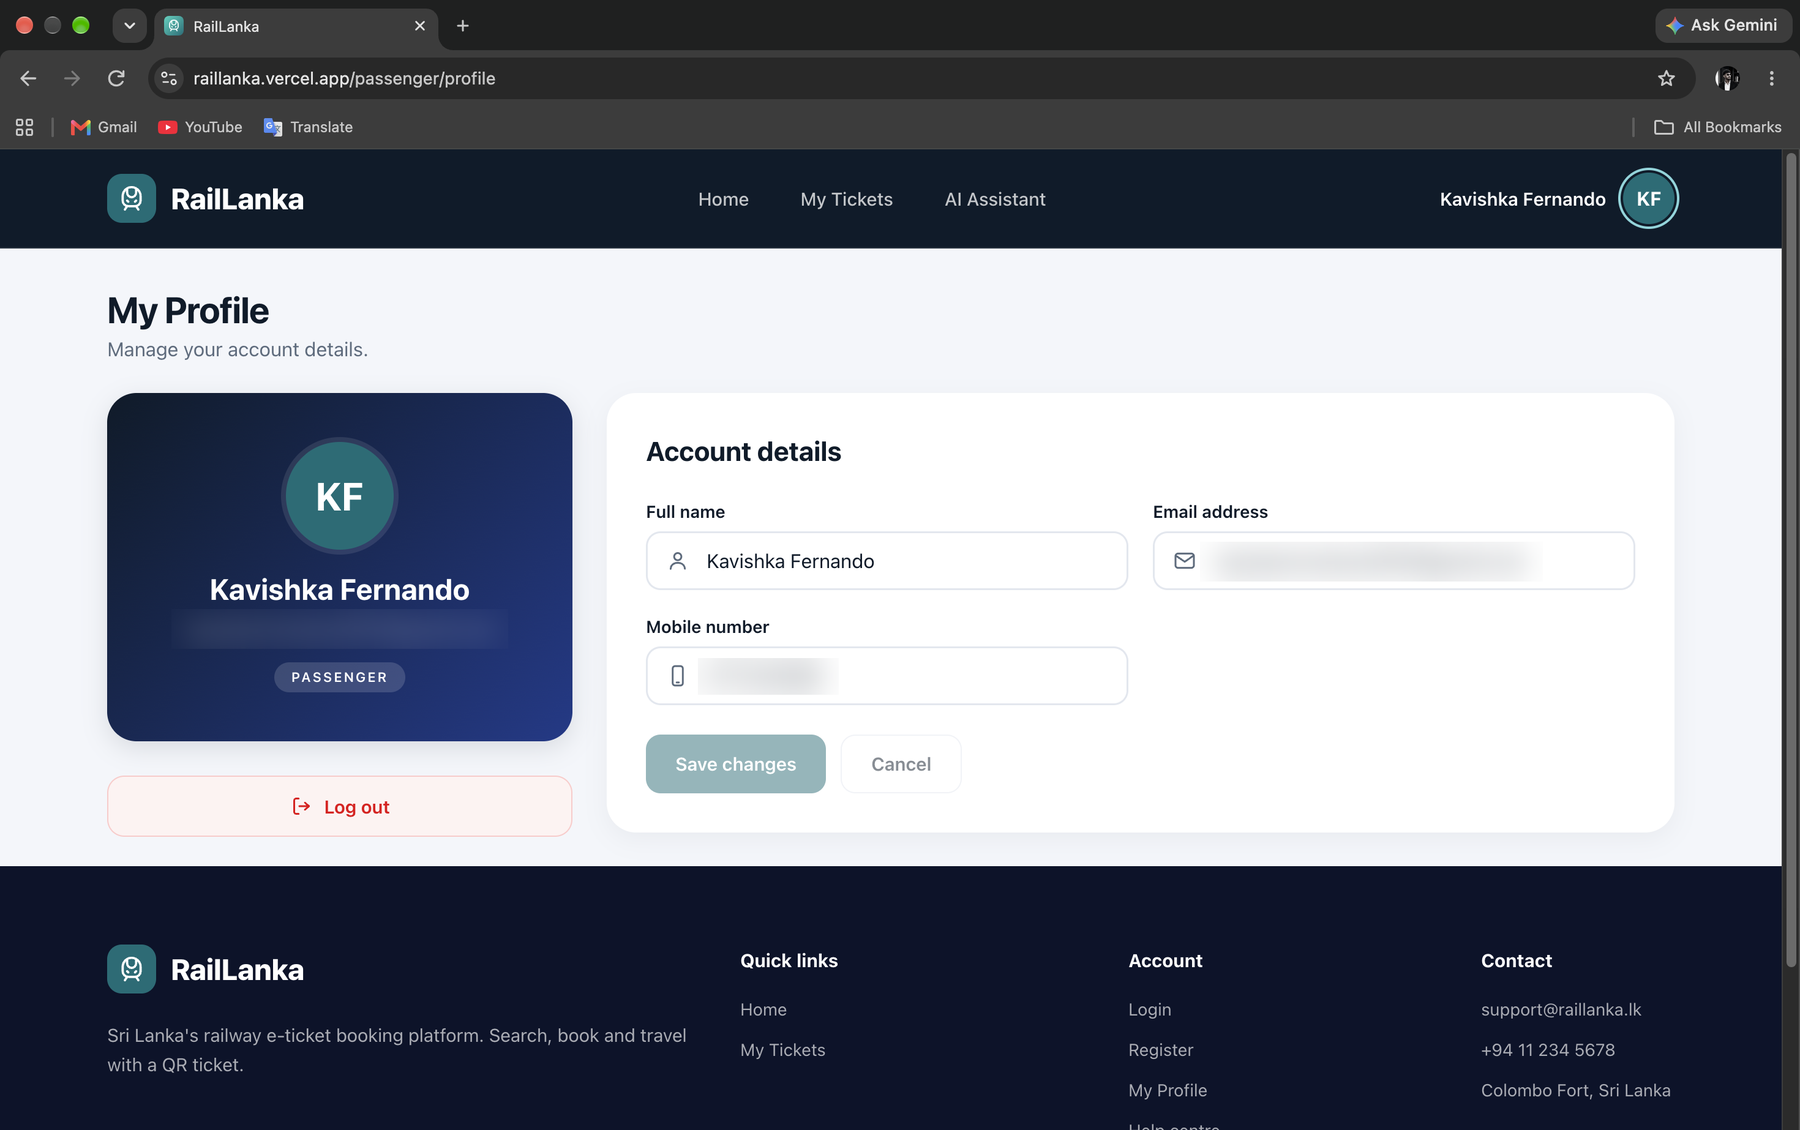 RailLanka
Ask Gemini
raillanka.vercel.app/passenger/profile
Gmail
YouTube
Translate
All Bookmarks
RailLanka
Home
My Tickets
AI Assistant
Kavishka Fernando
KF
My Profile
Manage your account details.
KF
Kavishka Fernando
PASSENGER
Log out
Account details
Full name
Kavishka Fernando
Email address
Mobile number
Save changes
Cancel
RailLanka
Sri Lanka's railway e-ticket booking platform. Search, book and travel
with a QR ticket.
Quick links
Home
My Tickets
Account
Login
Register
My Profile
Help centre
Contact
support@raillanka.lk
+94 11 234 5678
Colombo Fort, Sri Lanka